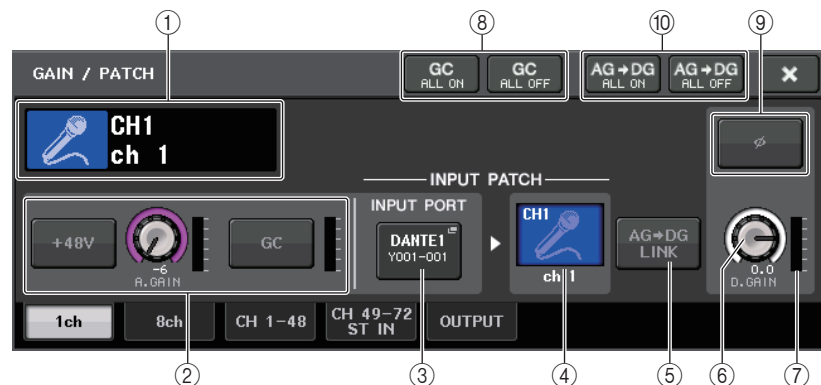 ① ⑧ ⑩ ⑨
GAIN / PATCH
GC ALL ON
GC ALL OFF
AG→DG ALL ON
AG→DG ALL OFF
×
CH1
ch 1
ø
INPUT PATCH
INPUT PORT
+48V
-6
A.GAIN
GC
DANTE1
Y001-001
CH1
ch 1
AG→DG
LINK
0.0
D.GAIN
1ch
8ch
CH 1-48
CH 49-72
ST IN
OUTPUT
② ③ ④ ⑤ ⑥ ⑦